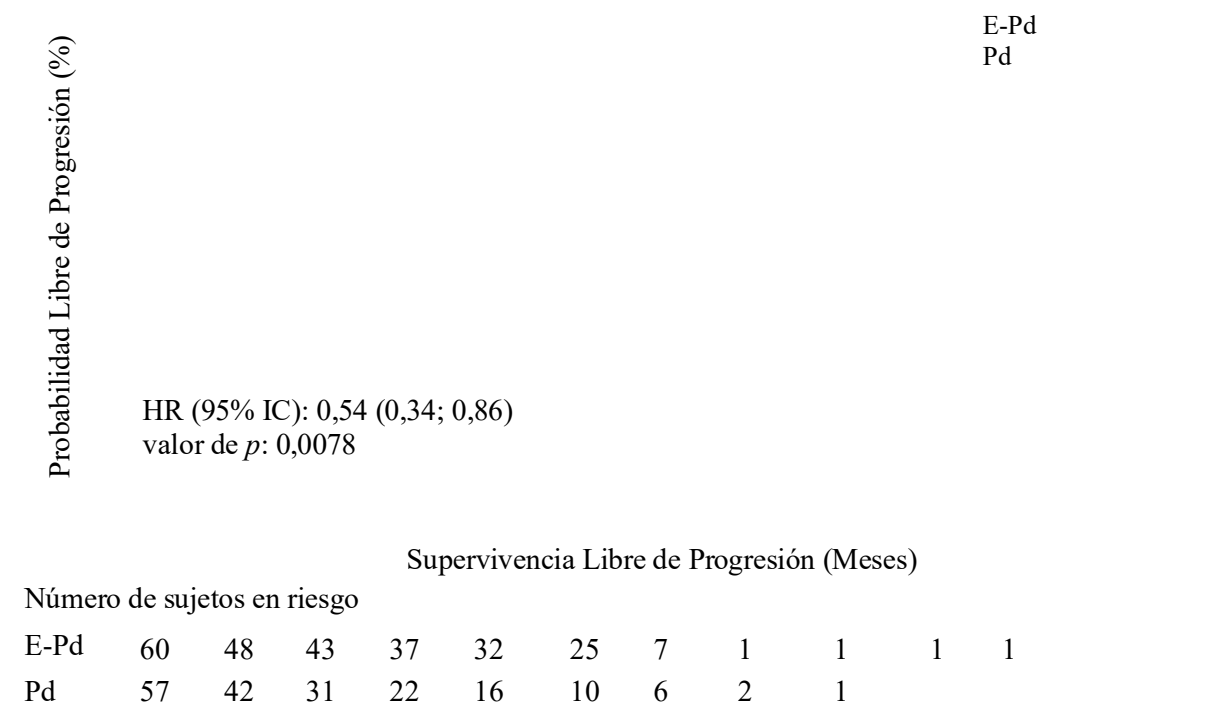 E-Pd
Pd
Probabilidad Libre de Progresión (%)
HR (95% IC): 0,54 (0,34; 0,86)
valor de p: 0,0078
Supervivencia Libre de Progresión (Meses)
Número de sujetos en riesgo
E-Pd 60 48 43 37 32 25 7 1 1 1 1
Pd 57 42 31 22 16 10 6 2 1